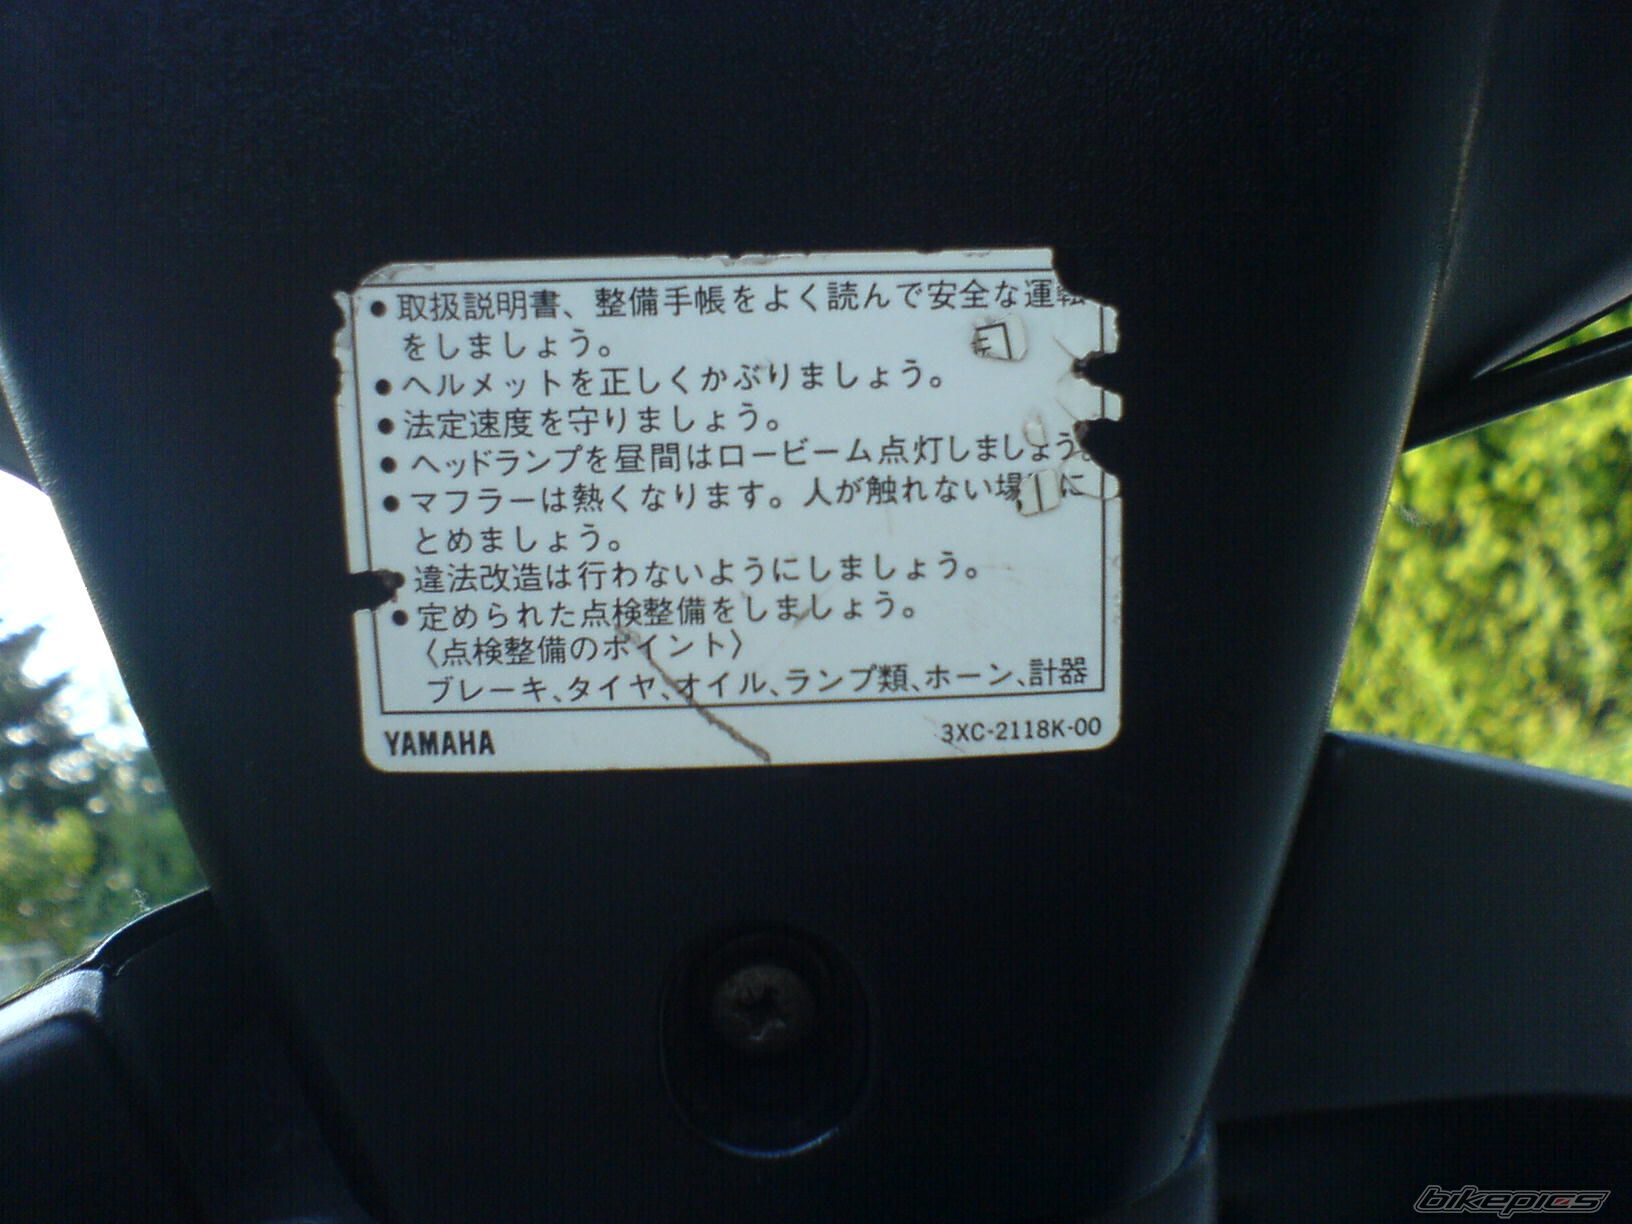 ●取扱説明書、整備手帳をよく読んで安全な運転
をしましょう。
●ヘルメットを正しくかぶりましょう。
●法定速度を守りましょう。
●ヘッドランプを昼間はロービーム点灯しましょう。
●マフラーは熱くなります。人が触れない場 に
とめましょう。
違法改造は行わないようにしましょう。
●定められた点検整備をしましょう。
〈点検整備のポイント〉
ブレーキ、タイヤ、オイル、ランプ類、ホーン、計器
YAMAHA
3XC-2118K-00
bikepics